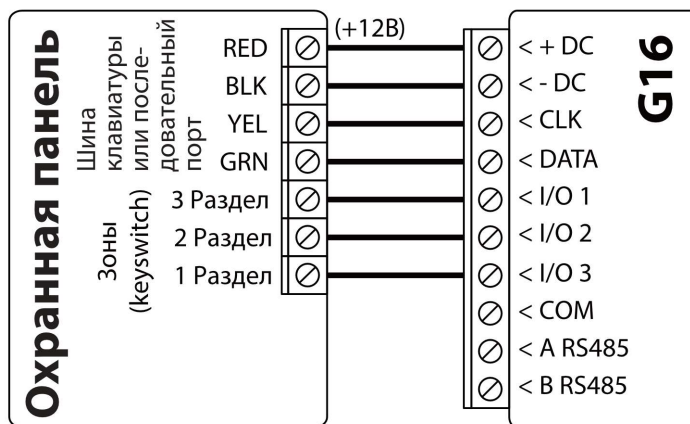 Охранная панель
Шина
клавиатуры
или после-
довательный
порт
Зоны
(keyswitch)
RED
BLK
YEL
GRN
3 Раздел
2 Раздел
1 Раздел
(+12В)
< + DC
< - DC
< CLK
< DATA
< I/O 1
< I/O 2
< I/O 3
< COM
< A RS485
< B RS485
G16